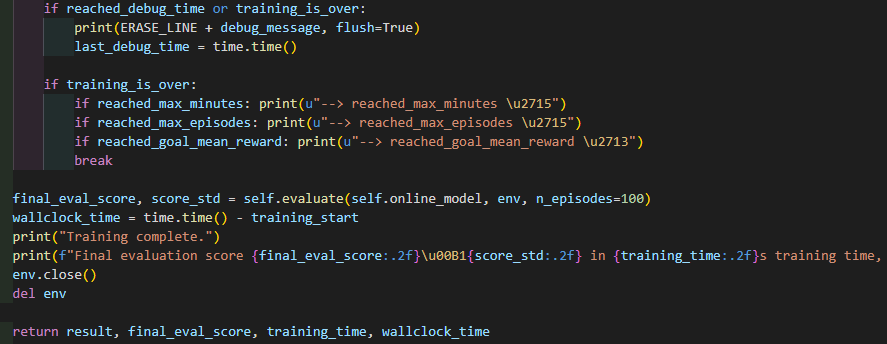 if reached_debug_time or training_is_over:
print(ERASE_LINE + debug_message, flush=True)
last_debug_time = time.time()
if training_is_over:
if reached_max_minutes: print(u"--> reached_max_minutes \u2715")
if reached_max_episodes: print(u"--> reached_max_episodes \u2715")
if reached_goal_mean_reward: print(u"--> reached_goal_mean_reward \u2713")
break
final_eval_score, score_std = self.evaluate(self.online_model, env, n_episodes=100)
wallclock_time = time.time() - training_start
print("Training complete.")
print(f"Final evaluation score {final_eval_score:.2f}\u00B1{score_std:.2f} in {training_time:.2f}s training time,
env.close()
del env
return result, final_eval_score, training_time, wallclock_time